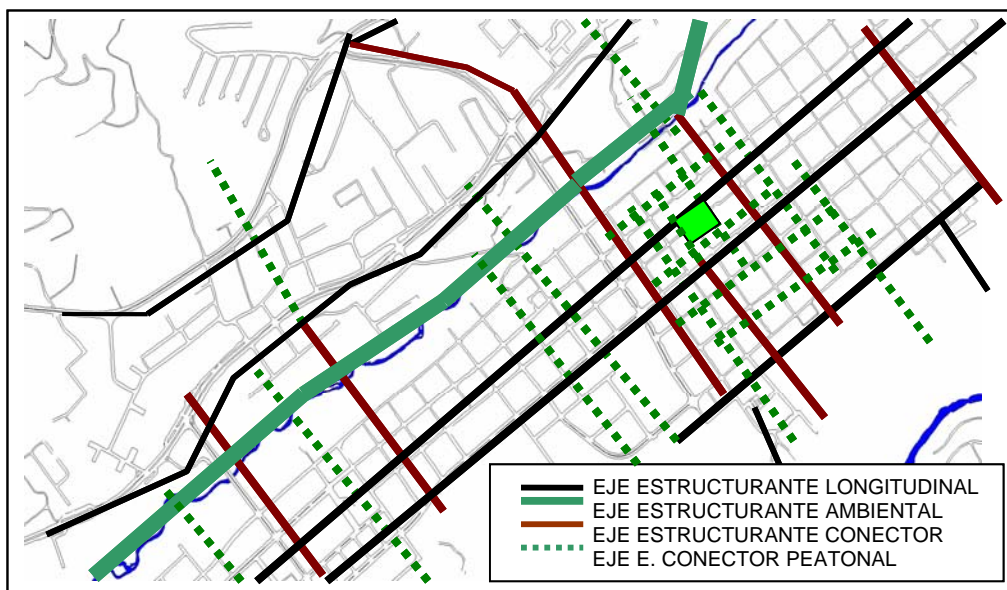 EJE ESTRUCTURANTE LONGITUDINAL
EJE ESTRUCTURANTE AMBIENTAL
EJE ESTRUCTURANTE CONECTOR
EJE E. CONECTOR PEATONAL